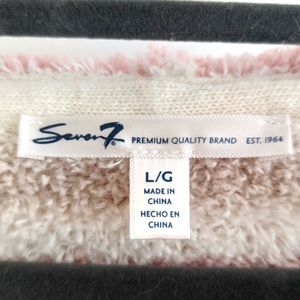 Seven7® PREMIUM QUALITY BRAND EST. 1964
L/G
MADE IN
CHINA
HECHO EN
CHINA